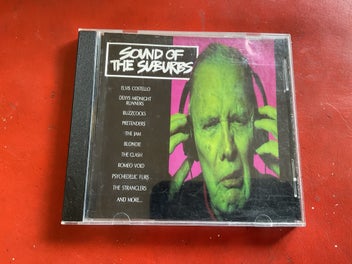 SOUND OF
THE SUBURBS
ELVIS COSTELLO
DEXYS MIDNIGHT
RUNNERS
BUZZCOCKS
PRETENDERS
THE JAM
BLONDIE
THE CLASH
ROMEO VOID
PSYCHEDELIC FURS
THE STRANGLERS
AND MORE...